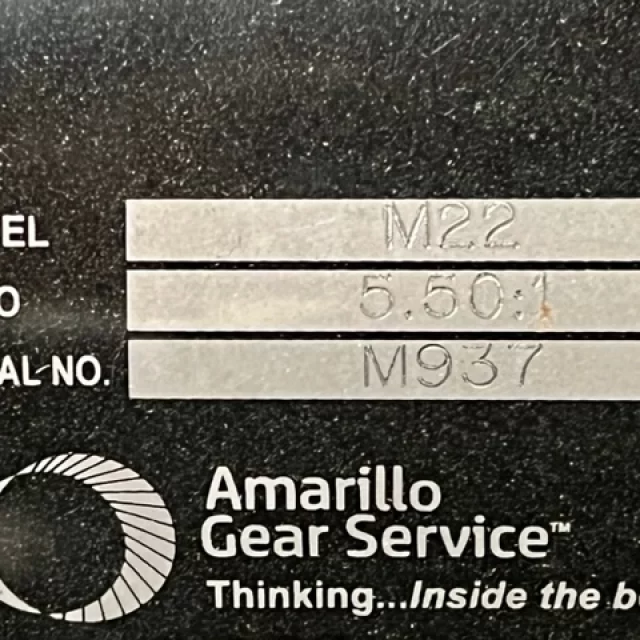 EL M22
O 5.50:1
AL NO. M937
Amarillo
Gear Service™
Thinking...Inside the b